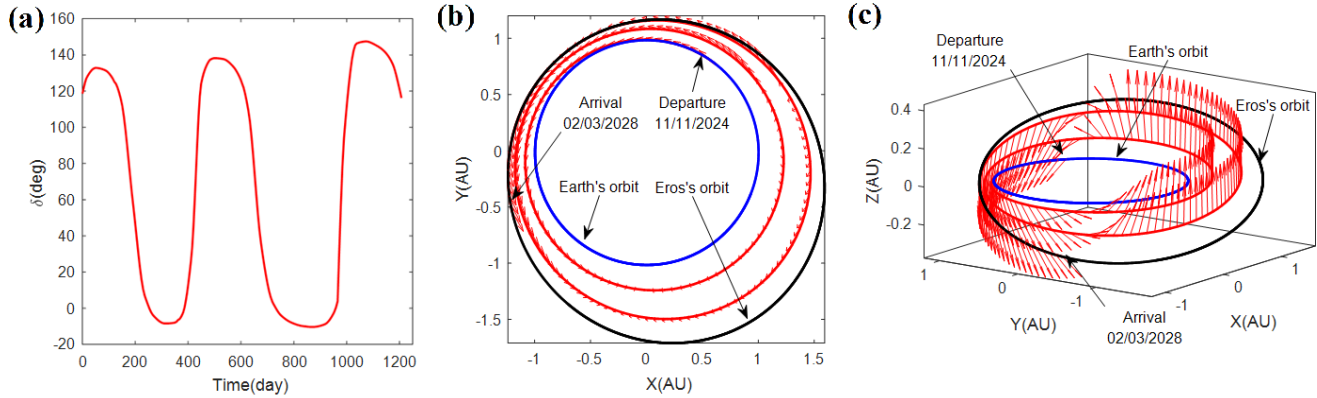 (a)
160
140
120
100
80
60
40
20
0
-20
δ(deg)
0
200
400
600
800
1000
1200
Time(day)
(b)
1
0.5
0
-0.5
-1
-1.5
Y(AU)
Arrival
02/03/2028
Departure
11/11/2024
Earth's orbit
Eros's orbit
-1
-0.5
0
0.5
1
1.5
X(AU)
(c)
Departure
11/11/2024
Earth's orbit
Eros's orbit
0.4
0.2
0
-0.2
Z(AU)
1
0
-1
Y(AU)
-1
0
1
X(AU)
Arrival
02/03/2028